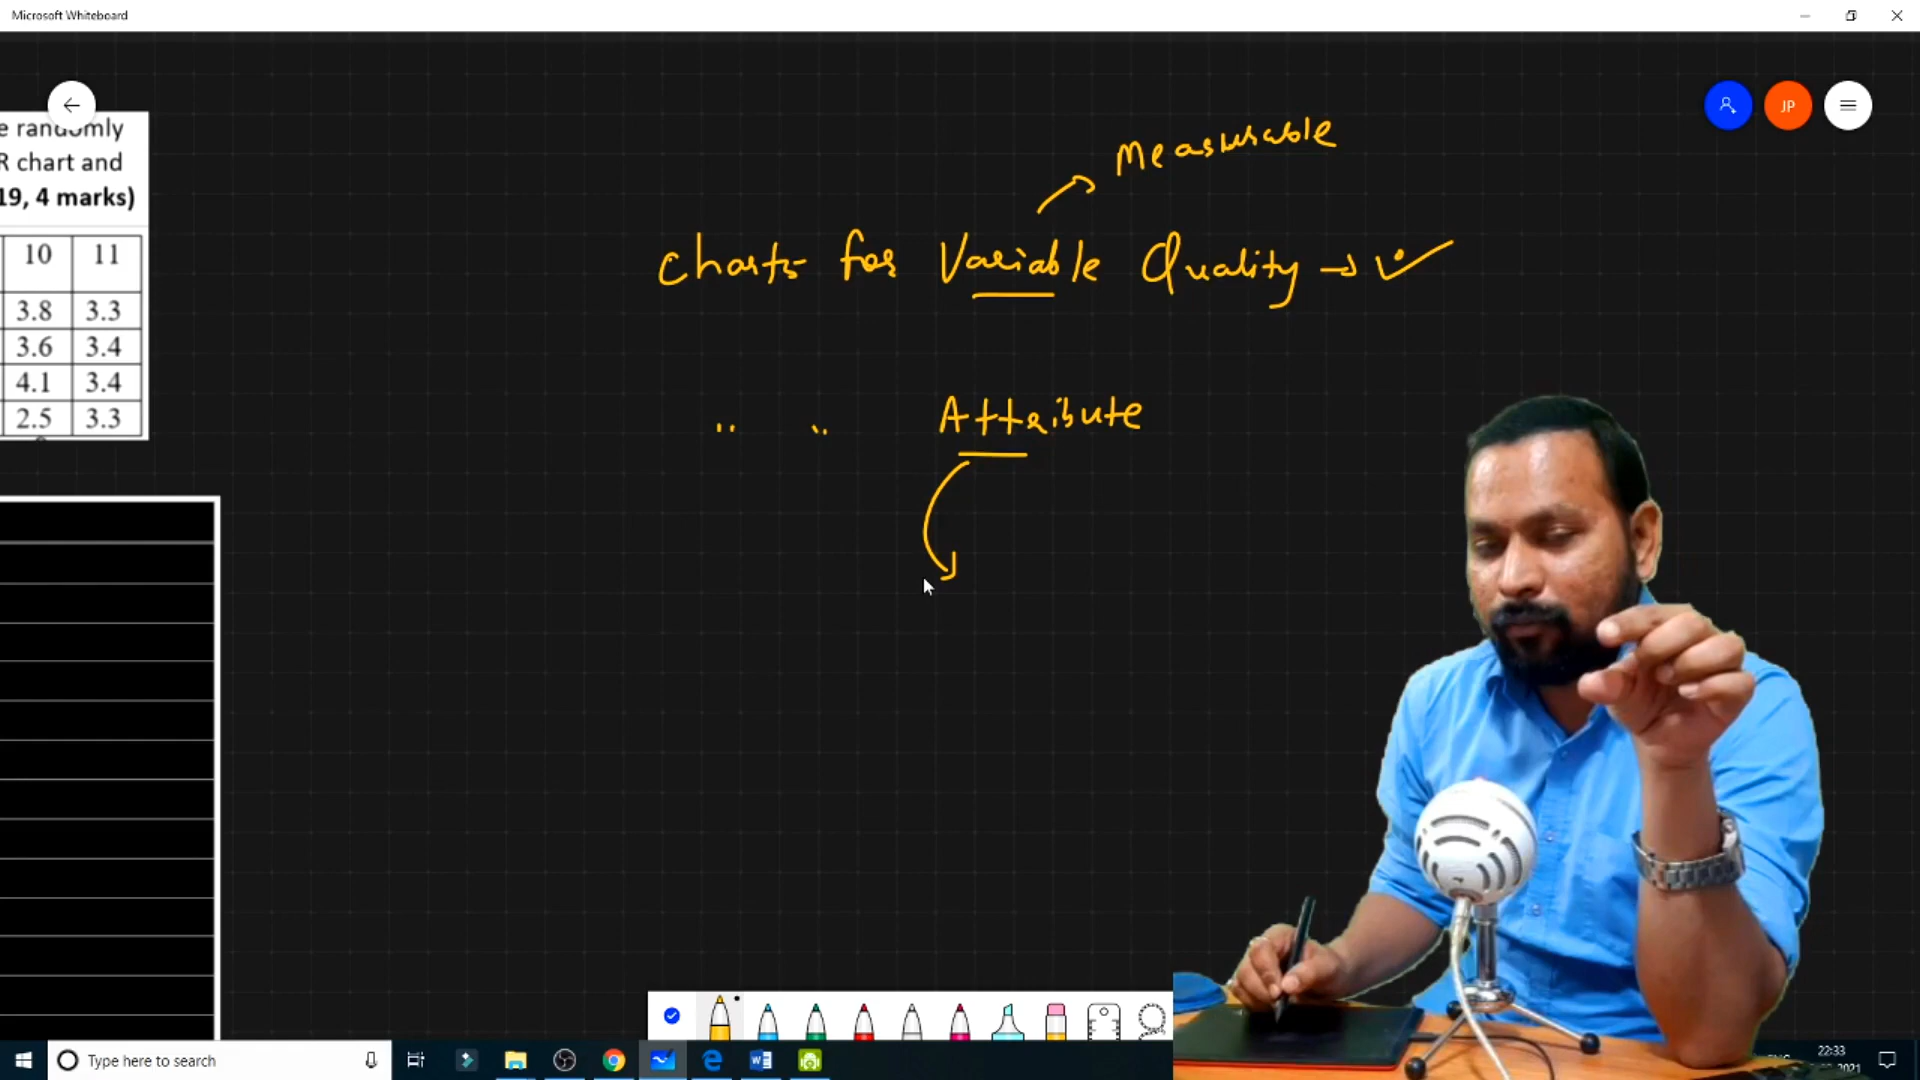 Microsoft Whiteboard
JP
e randomly
R chart and
19, 4 marks)
10 11
3.8 3.3
3.6 3.4
4.1 3.4
2.5 3.3
Measurable
Charts for Variable Quality → ✓
" " Attribute
Type here to search
22:33
2021